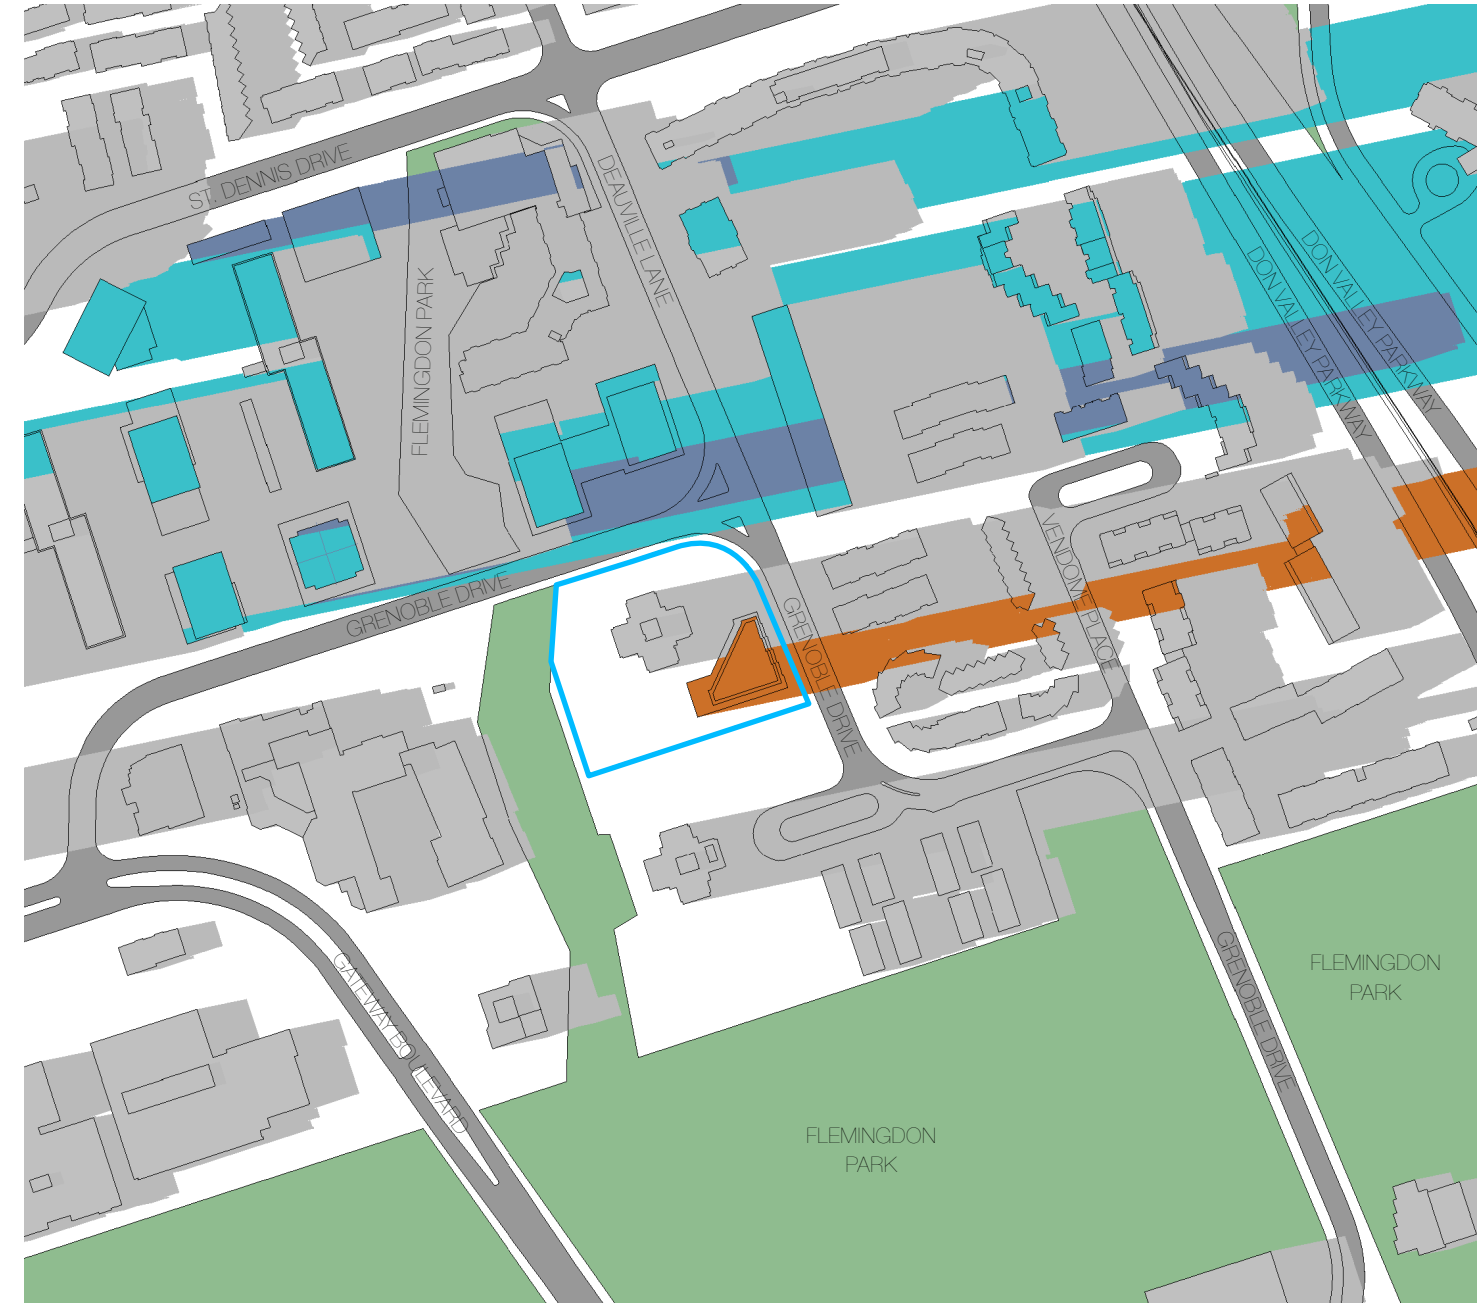 ST. DENNIS DRIVE
DEAUVILLE LANE
FLEMINGDON PARK
DON VALLEY PARKWAY
DON VALLEY PARKWAY
VENDOME PLACE
GRENOBLE DRIVE
GRENOBLE DRIVE
GATEWAY BOULEVARD
GRENOBLE DRIVE
FLEMINGDON
PARK
FLEMINGDON
PARK